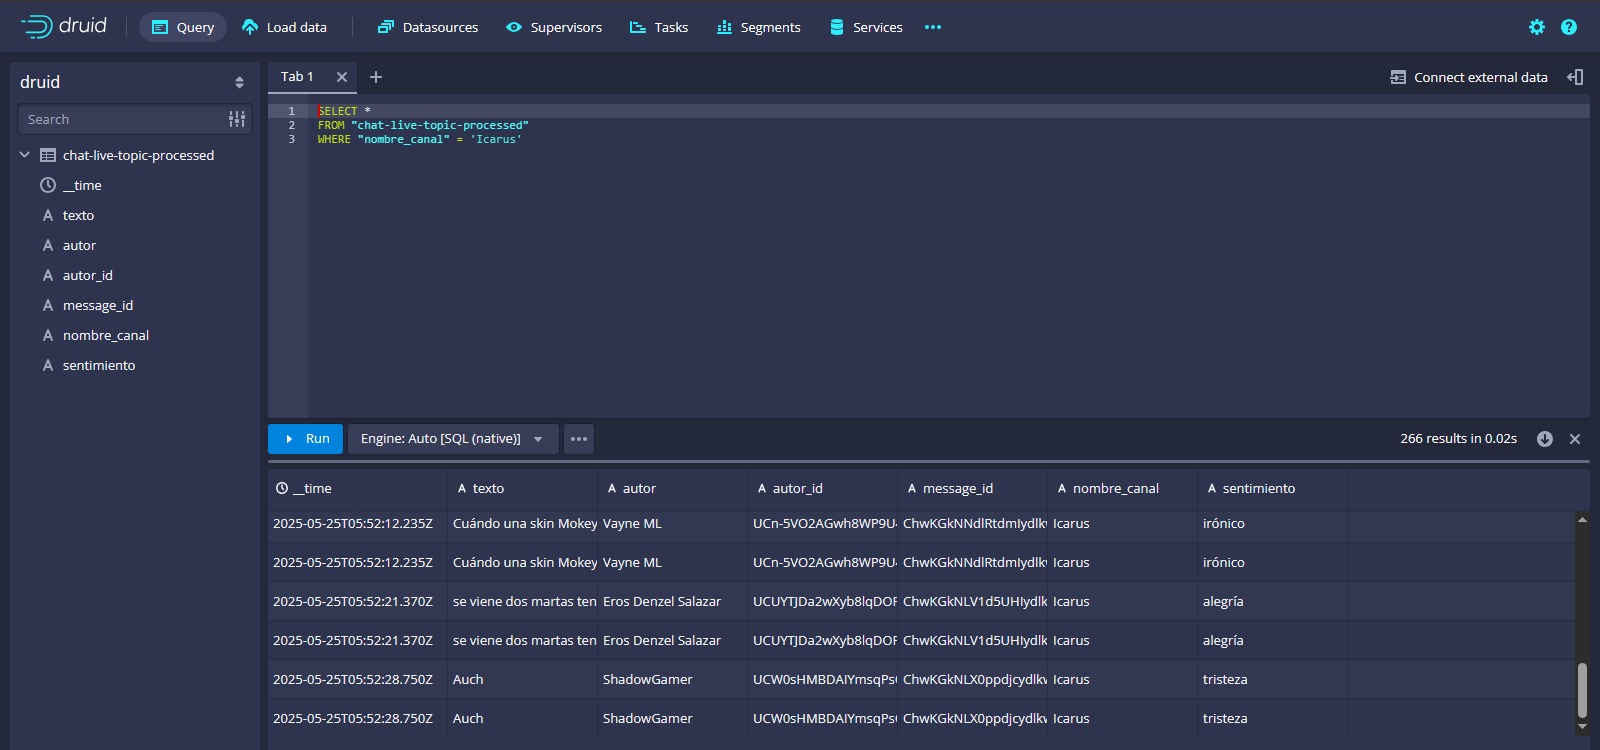 druid
Query
Load data
Datasources
Supervisors
Tasks
Segments
Services
druid
Search
chat-live-topic-processed
__time
texto
autor
autor_id
message_id
nombre_canal
sentimiento
Tab 1
Connect external data
1 SELECT *
2 FROM "chat-live-topic-processed"
3 WHERE "nombre_canal" = 'Icarus'
Run
Engine: Auto [SQL (native)]
266 results in 0.02s
__time texto autor autor_id message_id nombre_canal sentimiento
2025-05-25T05:52:12.235Z Cuándo una skin Mokey Vayne ML UCn-5VO2AGwh8WP9U ChwKGkNNdlRtdmIydlk Icarus irónico
2025-05-25T05:52:12.235Z Cuándo una skin Mokey Vayne ML UCn-5VO2AGwh8WP9U ChwKGkNNdlRtdmIydlk Icarus irónico
2025-05-25T05:52:21.370Z se viene dos martas ten Eros Denzel Salazar UCUYTJDa2wXyb8lqDOF ChwKGkNLV1d5UHIydlk Icarus alegría
2025-05-25T05:52:21.370Z se viene dos martas ten Eros Denzel Salazar UCUYTJDa2wXyb8lqDOF ChwKGkNLV1d5UHIydlk Icarus alegría
2025-05-25T05:52:28.750Z Auch ShadowGamer UCW0sHMBDAIYmsqPs ChwKGkNLX0ppdjcydlk Icarus tristeza
2025-05-25T05:52:28.750Z Auch ShadowGamer UCW0sHMBDAIYmsqPs ChwKGkNLX0ppdjcydlk Icarus tristeza